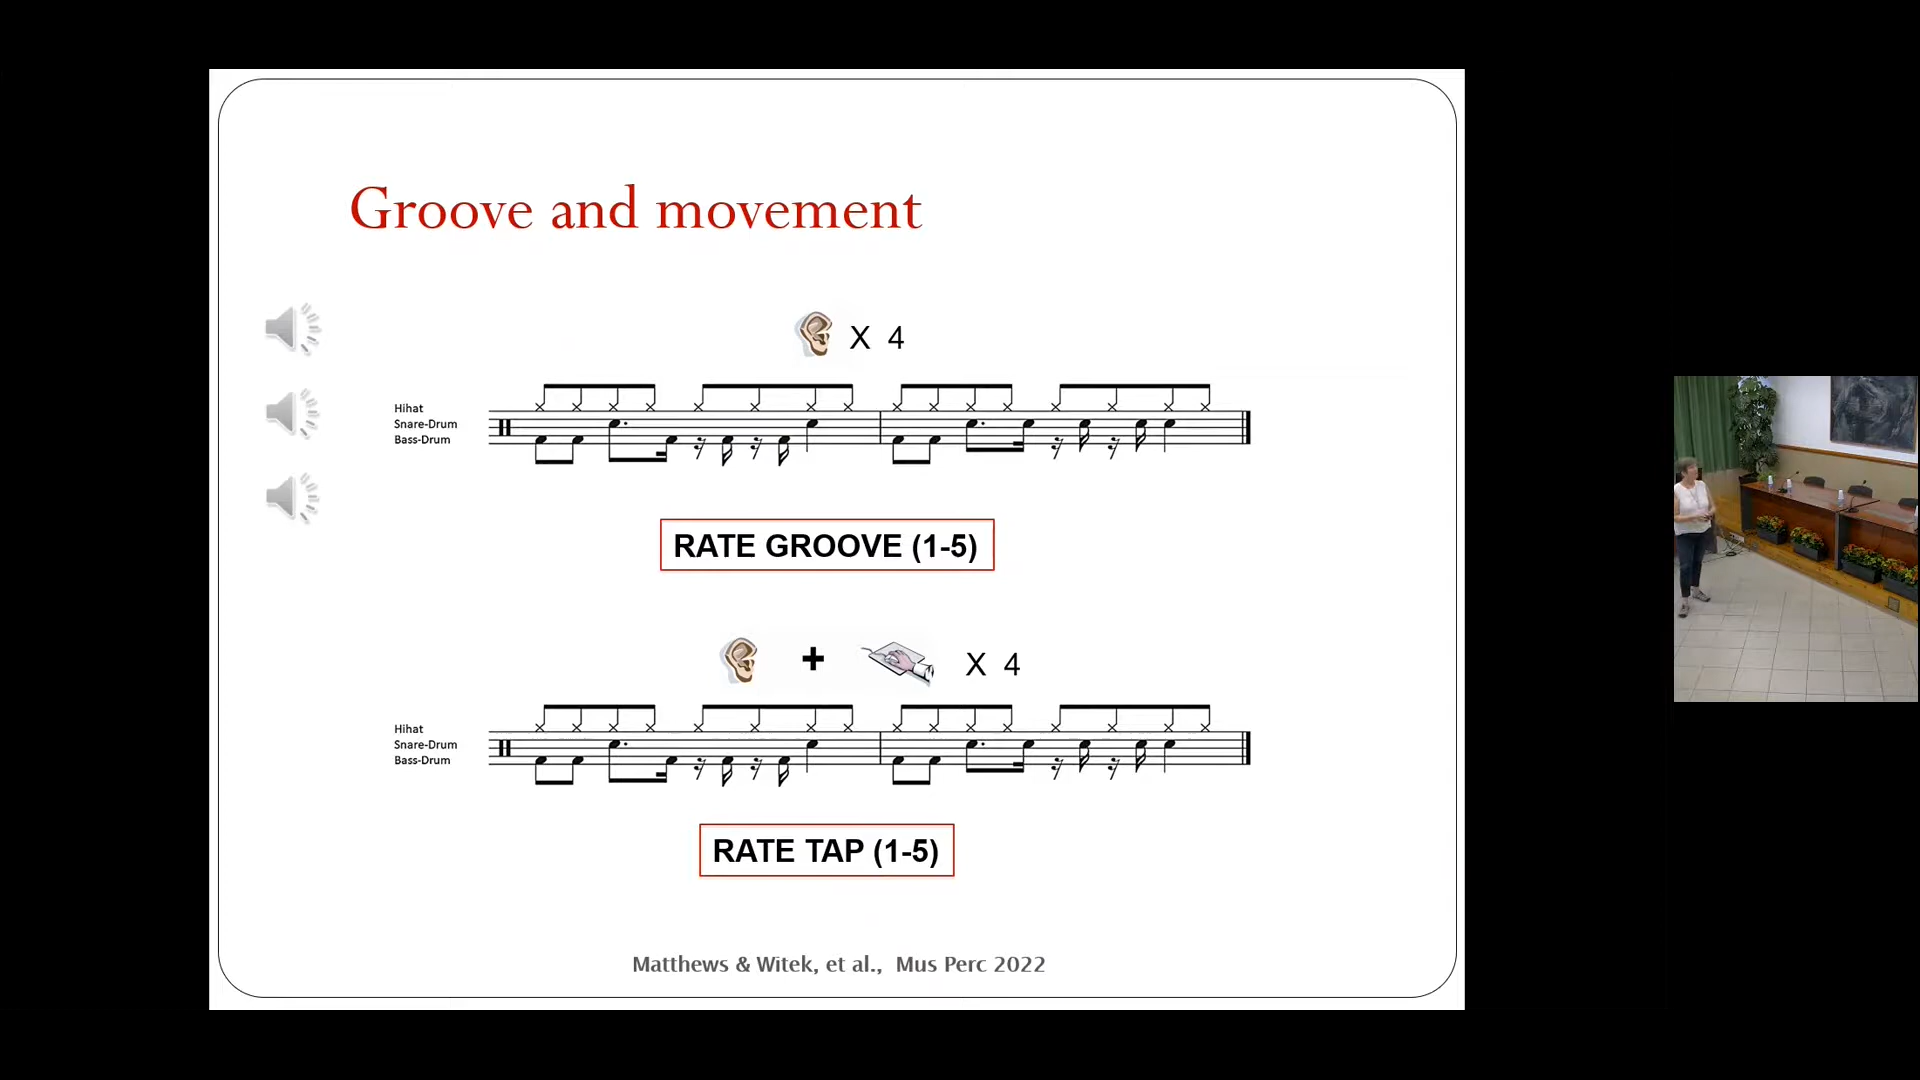 Groove and movement
X 4
Hihat
Snare-Drum
Bass-Drum
RATE GROOVE (1-5)
+ X 4
Hihat
Snare-Drum
Bass-Drum
RATE TAP (1-5)
Matthews & Witek, et al., Mus Perc 2022